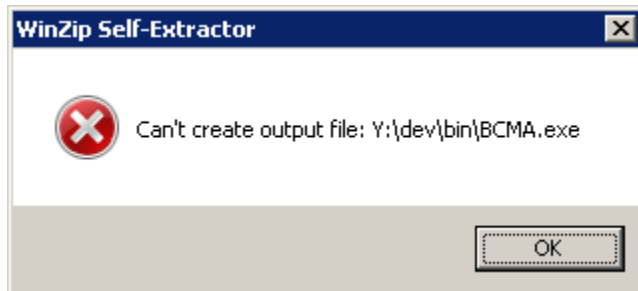 WinZip Self-Extractor
Can't create output file: Y:\dev\bin\BCMA.exe
OK